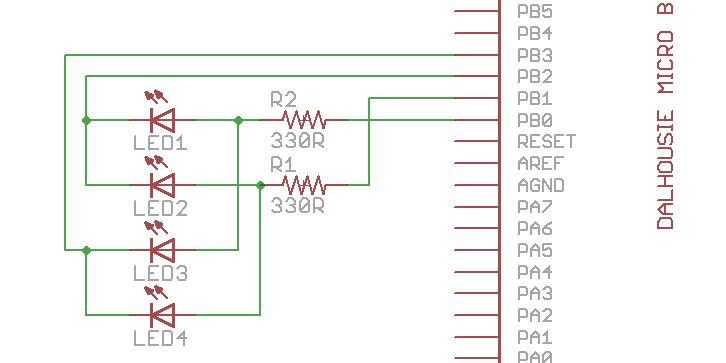 PB5
PB4
PB3
PB2
PB1
PB0
RESET
AREF
AGND
PA7
PA6
PA5
PA4
PA3
PA2
PA1
PA0
DALHOUSIE MICRO B
R2
330R
R1
330R
LED1
LED2
LED3
LED4